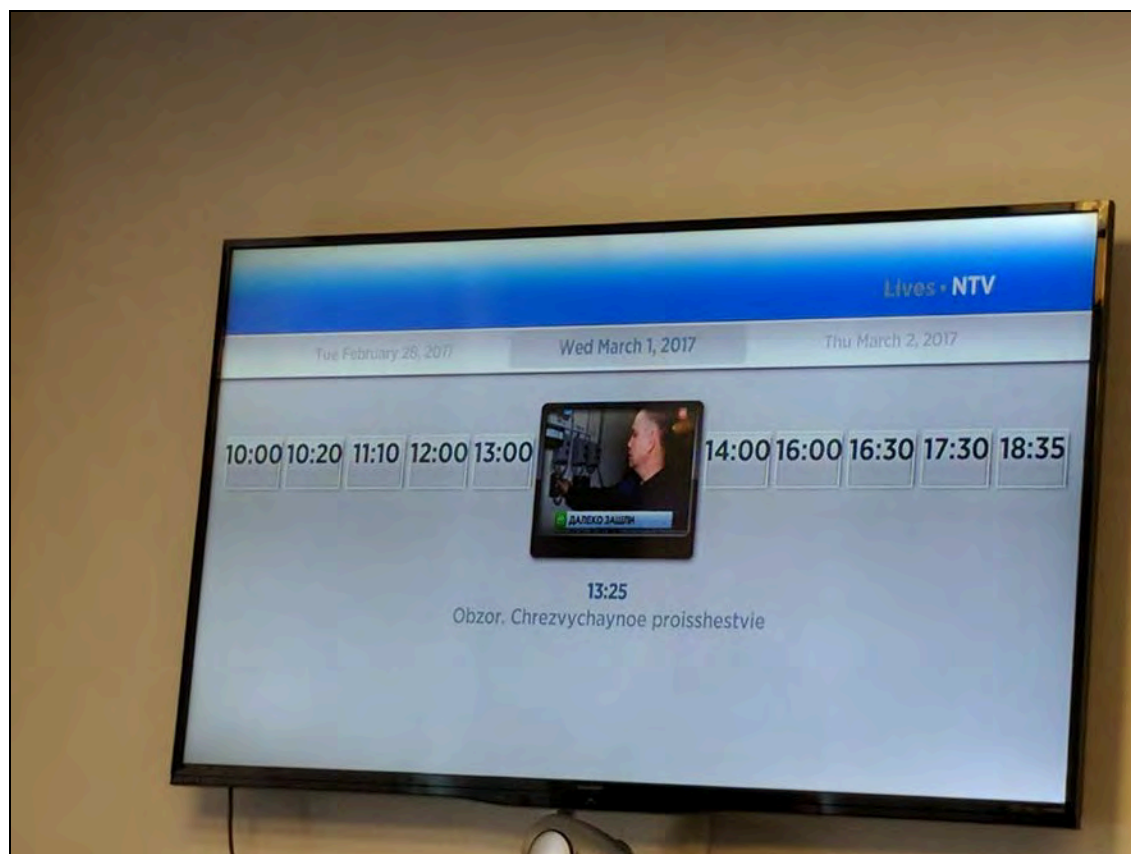 Lives • NTV
Tue February 28, 2017 Wed March 1, 2017 Thu March 2, 2017
10:00 10:20 11:10 12:00 13:00 14:00 16:00 16:30 17:30 18:35
ДАЛЕКО ЗАШЛИ
13:25
Obzor. Chrezvychaynoe proisshestvie